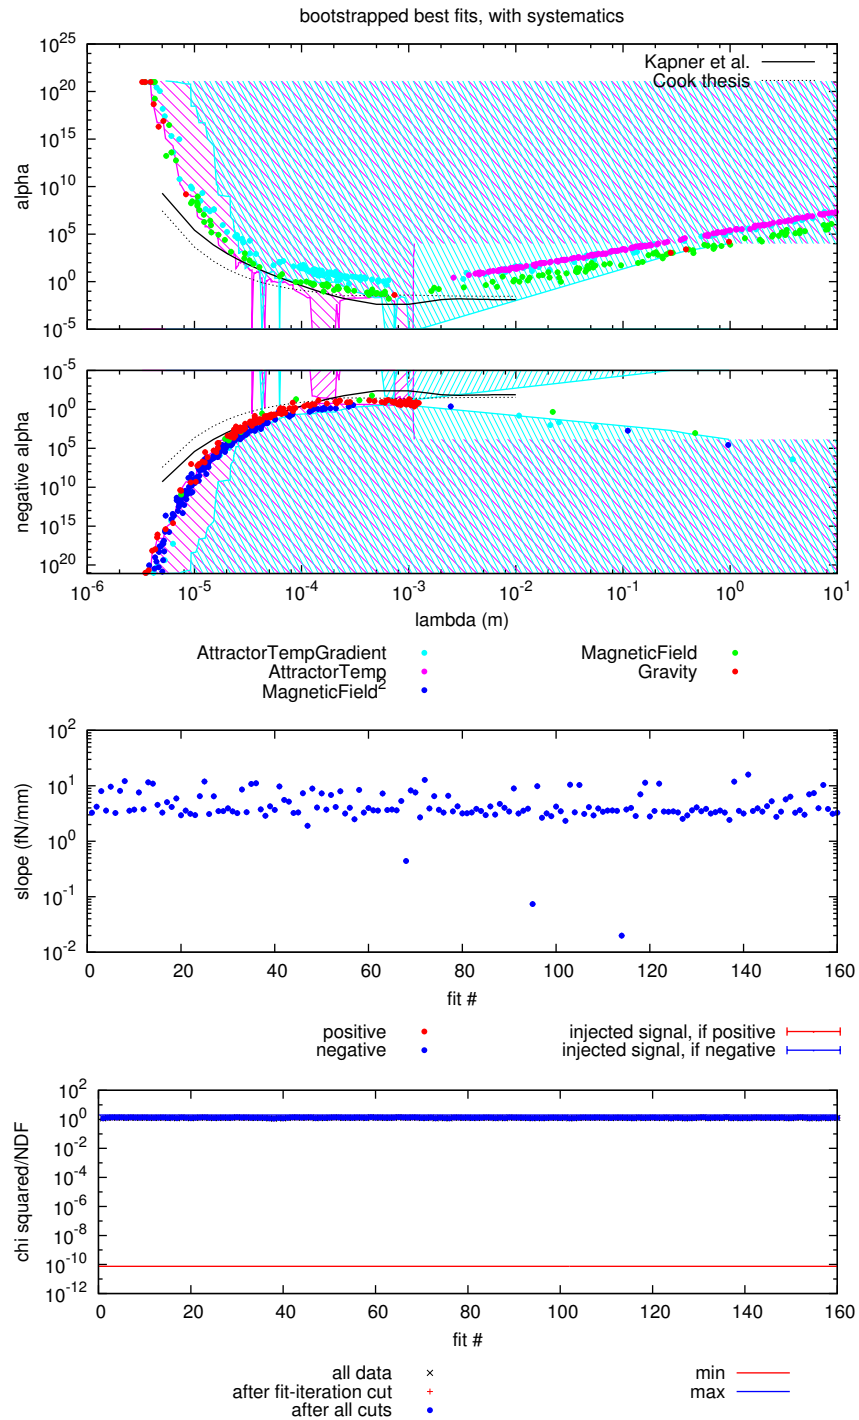 bootstrapped best fits, with systematics
10^25
10^20
10^15
10^10
10^5
10^0
10^-5
alpha
Kapner et al.
Cook thesis
10^-5
10^0
10^5
10^10
10^15
10^20
negative alpha
10^-6 10^-5 10^-4 10^-3 10^-2 10^-1 10^0 10^1
lambda (m)
AttractorTempGradient MagneticField
AttractorTemp Gravity
MagneticField^2
10^2
10^1
10^0
10^-1
10^-2
slope (fN/mm)
0 20 40 60 80 100 120 140 160
fit #
positive injected signal, if positive
negative injected signal, if negative
10^2
10^0
10^-2
10^-4
10^-6
10^-8
10^-10
10^-12
chi squared/NDF
0 20 40 60 80 100 120 140 160
fit #
all data min
after fit-iteration cut max
after all cuts